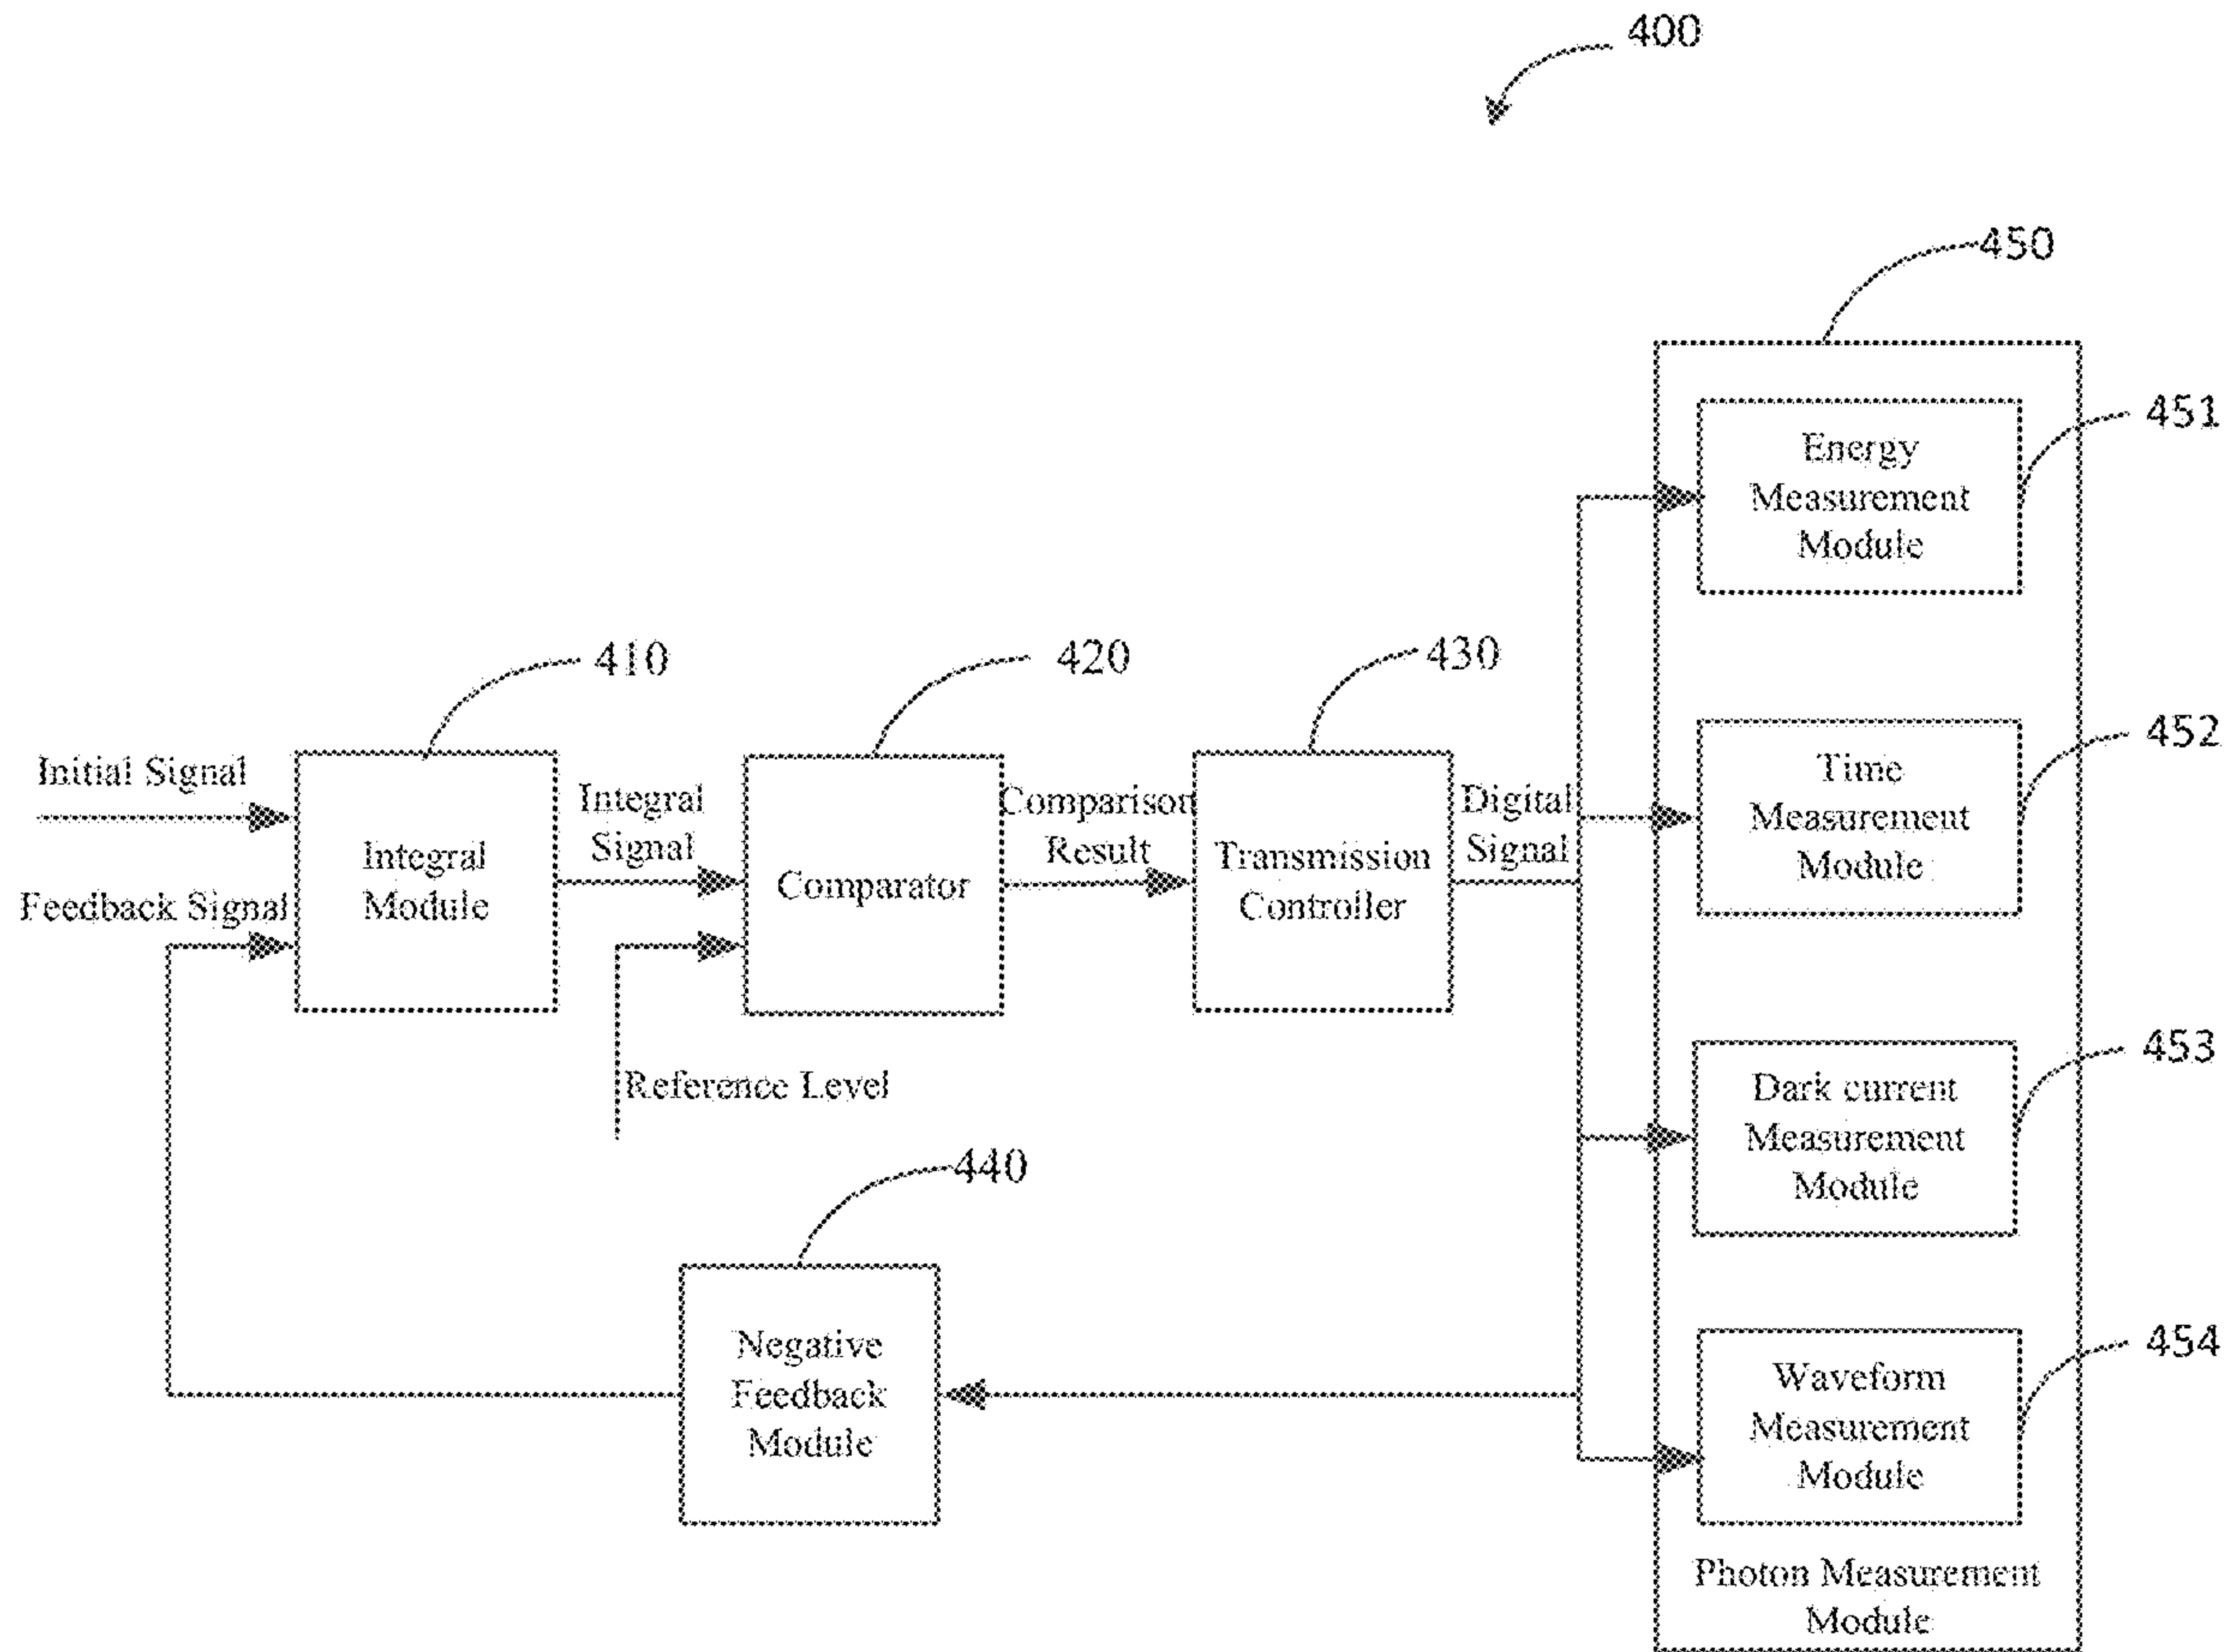 400
450
451
Energy
Measurement
Module
410
420
430
452
Initial Signal
Integral
Signal
Comparison
Result
Digital
Signal
Time
Measurement
Module
Feedback Signal
Integral
Module
Comparator
Transmission
Controller
Reference Level
453
Dark current
Measurement
Module
440
454
Negative
Feedback
Module
Waveform
Measurement
Module
Photon Measurement
Module